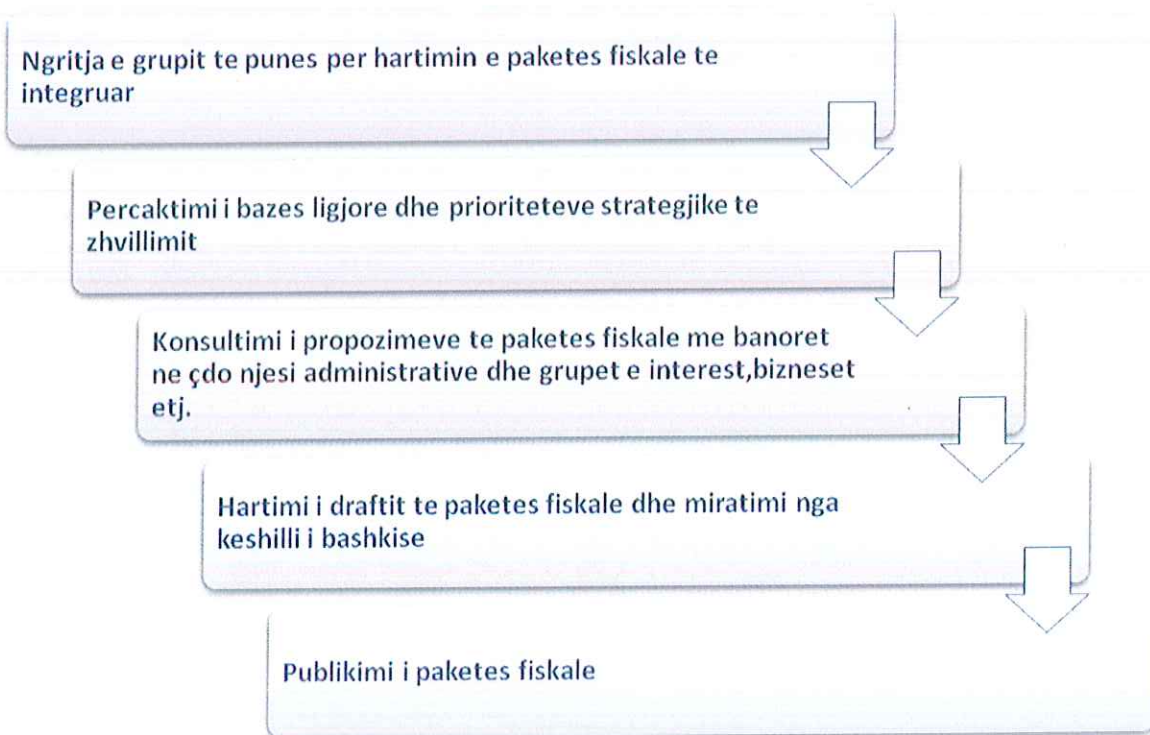 Ngritja e grupit te punes per hartimin e paketes fiskale te
integruar
Percaktimi i bazes ligjore dhe prioriteteve strategjike te
zhvillimit
Konsultimi i propozimeve te paketes fiskale me banoret
ne çdo njesi administrative dhe grupet e interest,bizneset
etj.
Hartimi i draftit te paketes fiskale dhe miratimi nga
keshilli i bashkise
Publikimi i paketes fiskale